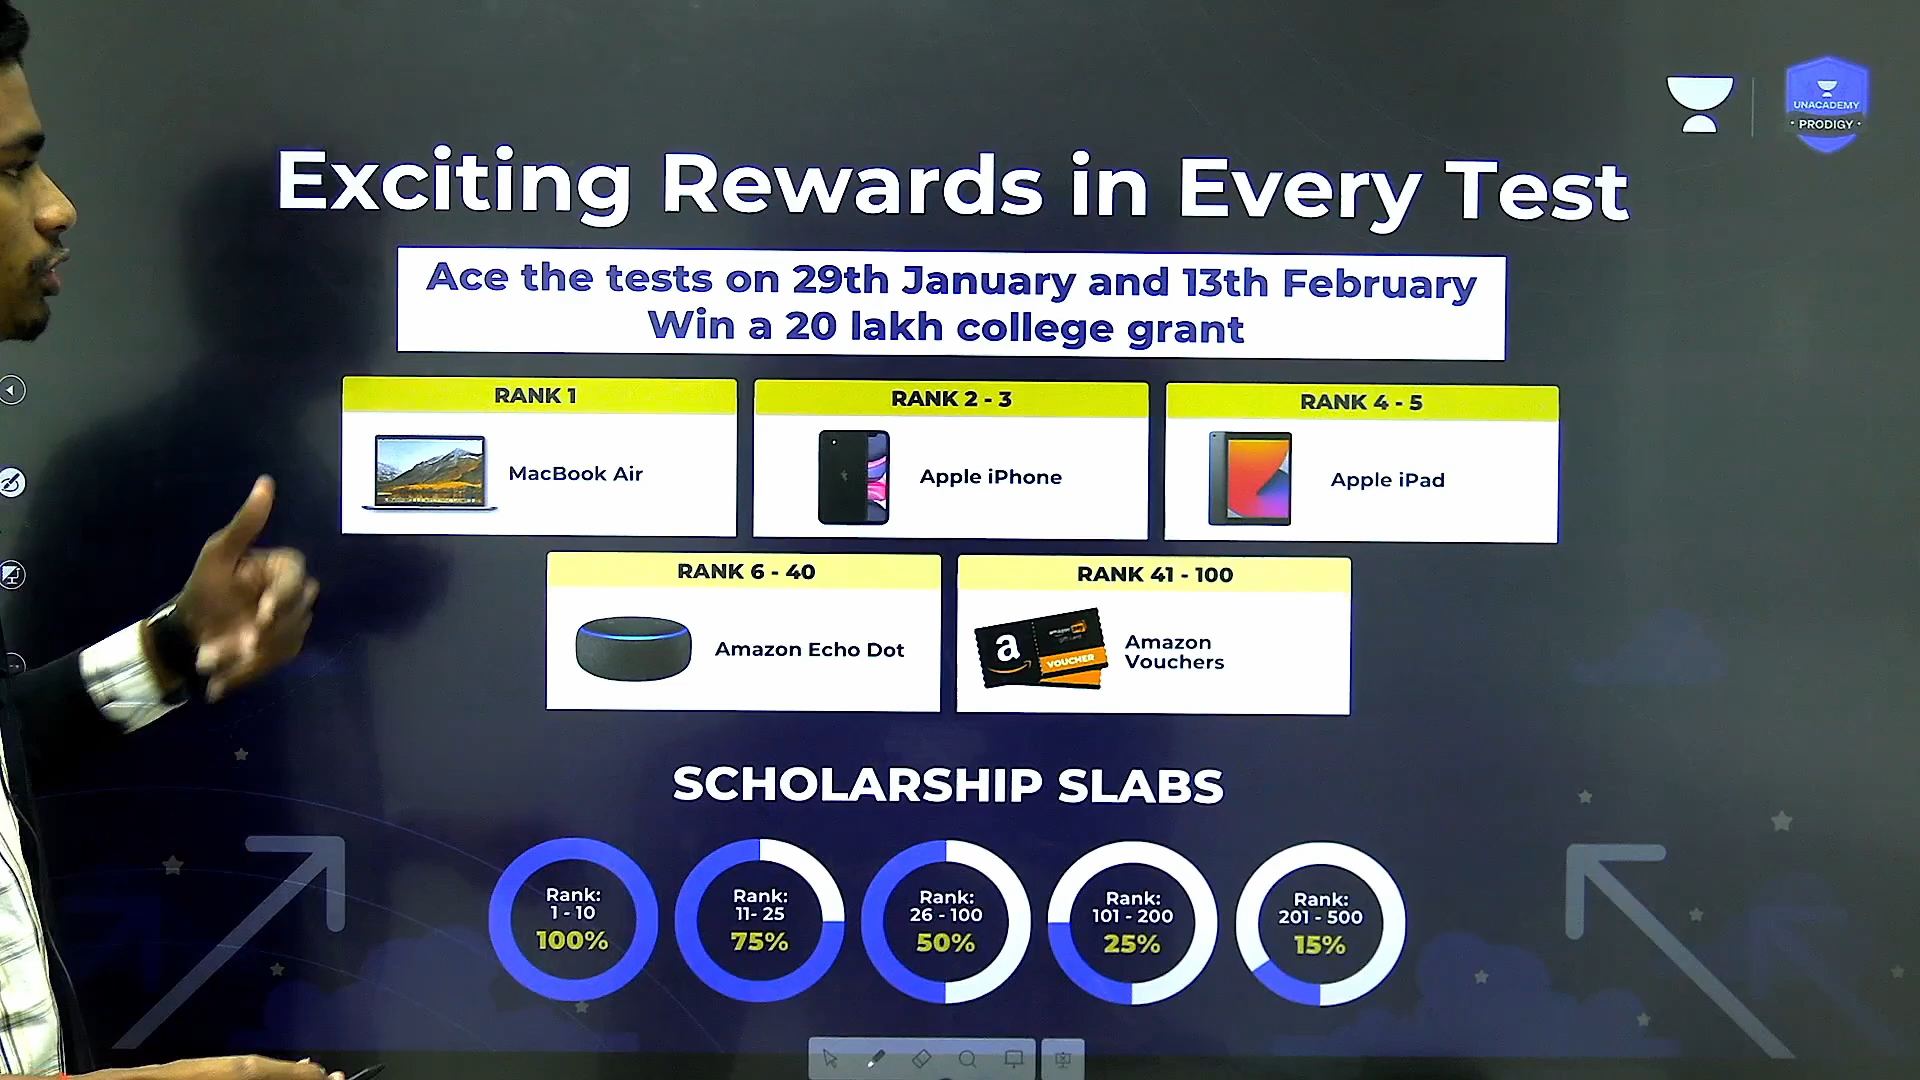 UNACADEMY
• PRODIGY •
Exciting Rewards in Every Test
Ace the tests on 29th January and 13th February
Win a 20 lakh college grant
RANK 1
MacBook Air
RANK 2 - 3
Apple iPhone
RANK 4 - 5
Apple iPad
RANK 6 - 40
Amazon Echo Dot
RANK 41 - 100
a
amazon
VOUCHER
Amazon
Vouchers
SCHOLARSHIP SLABS
Rank:
1 - 10
100%
Rank:
11- 25
75%
Rank:
26 - 100
50%
Rank:
101 - 200
25%
Rank:
201 - 500
15%